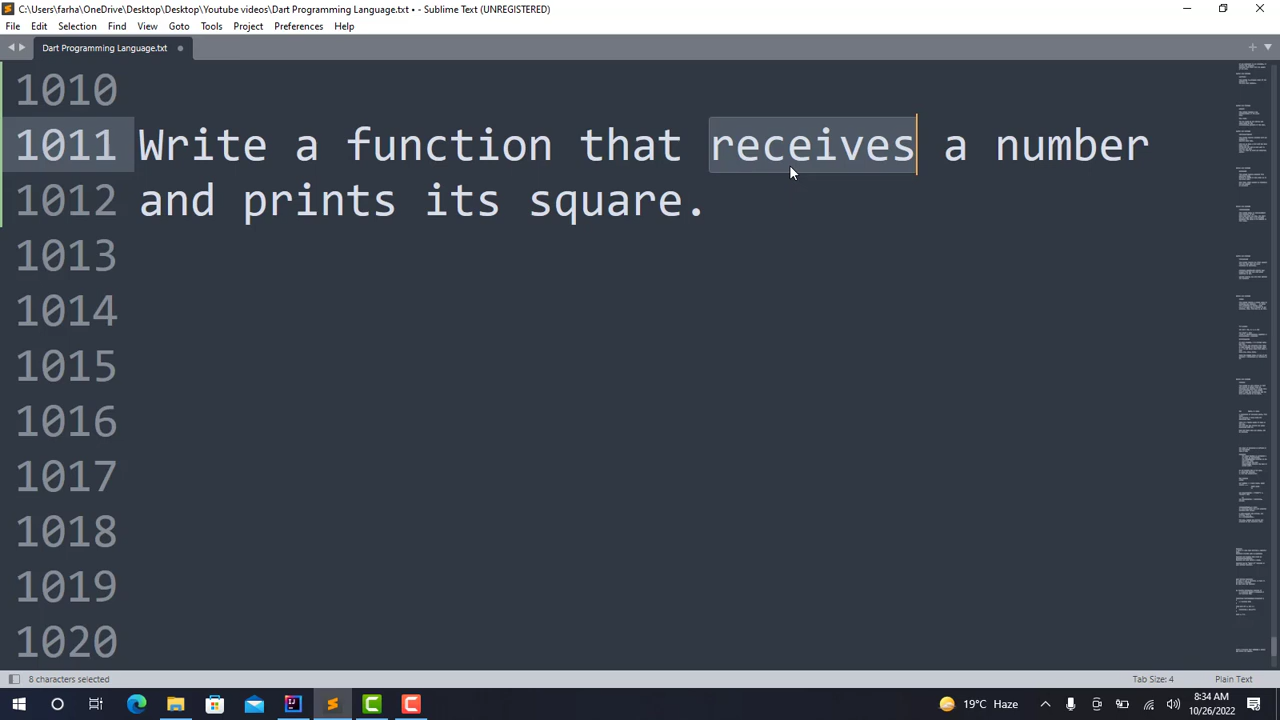 C:\Users\farha\OneDrive\Desktop\Desktop\Youtube videos\Dart Programming Language.txt • - Sublime Text (UNREGISTERED)
File Edit Selection Find View Goto Tools Project Preferences Help
Dart Programming Language.txt
1010
1011 Write a function that receives a number
1012 and prints its square.
1013
1014
1015
1016
1017
1018
1019
1020
8 characters selected Tab Size: 4 Plain Text
19°C Haze 8:34 AM
10/26/2022